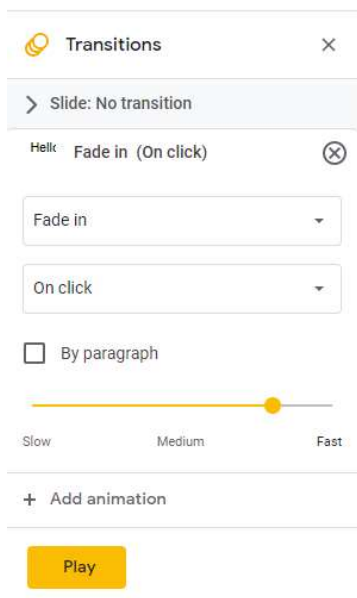 Transitions
Slide: No transition
Hello Fade in (On click)
Fade in
On click
By paragraph
Slow Medium Fast
+ Add animation
Play